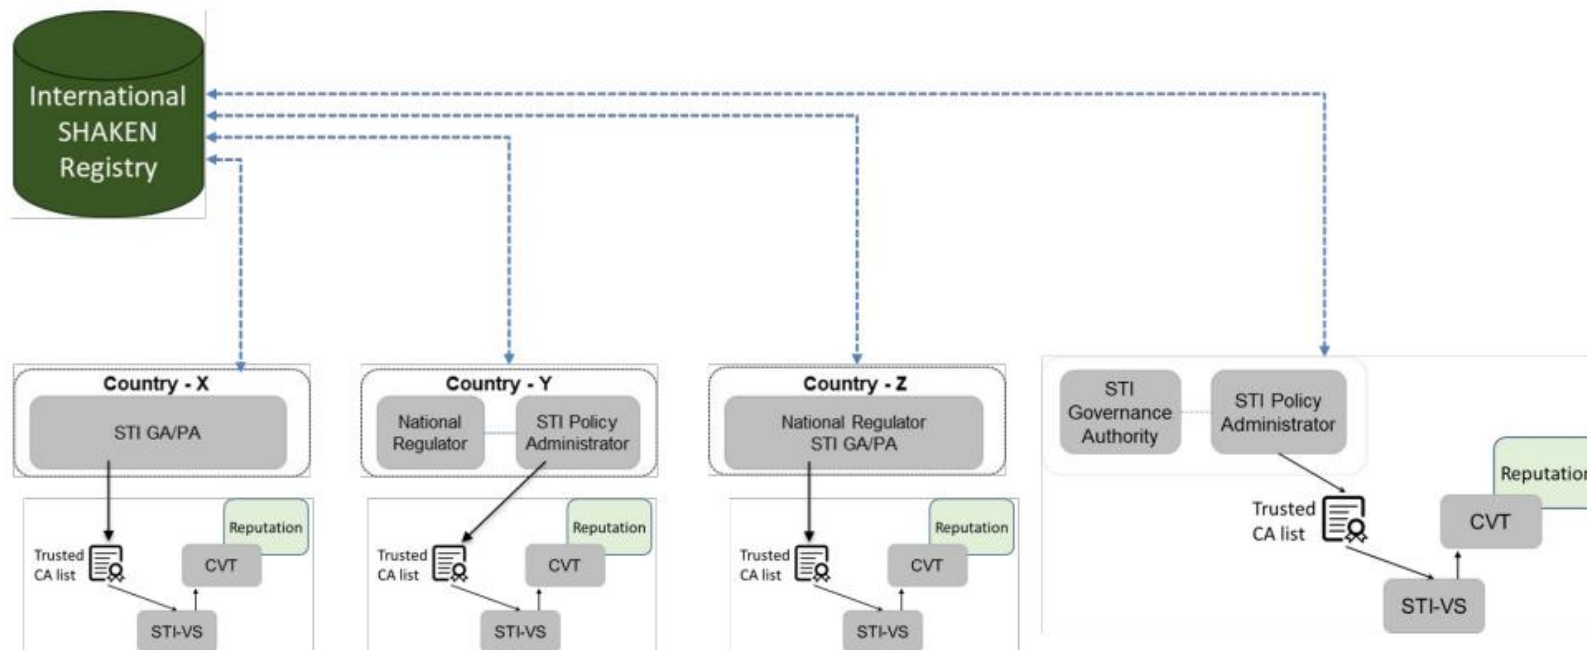 International
SHAKEN
Registry
Country - X
STI GA/PA
Trusted
CA list
Reputation
CVT
STI-VS
Country - Y
National
Regulator
STI Policy
Administrator
Trusted
CA list
Reputation
CVT
STI-VS
Country - Z
National Regulator
STI GA/PA
Trusted
CA list
Reputation
CVT
STI-VS
STI
Governance
Authority
STI Policy
Administrator
Trusted
CA list
Reputation
CVT
STI-VS